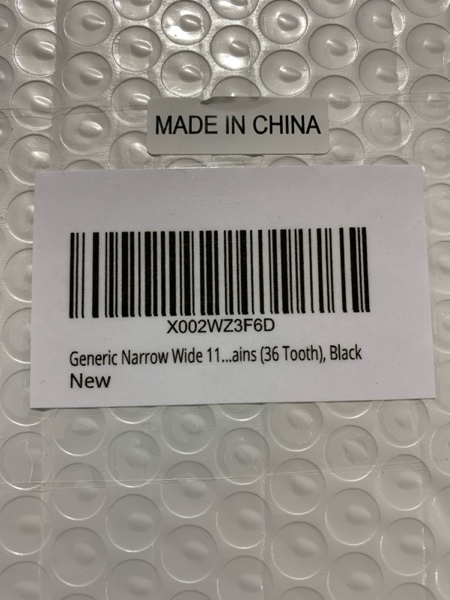 MADE IN CHINA
X002WZ3F6D
Generic Narrow Wide 11...ains (36 Tooth), Black
New